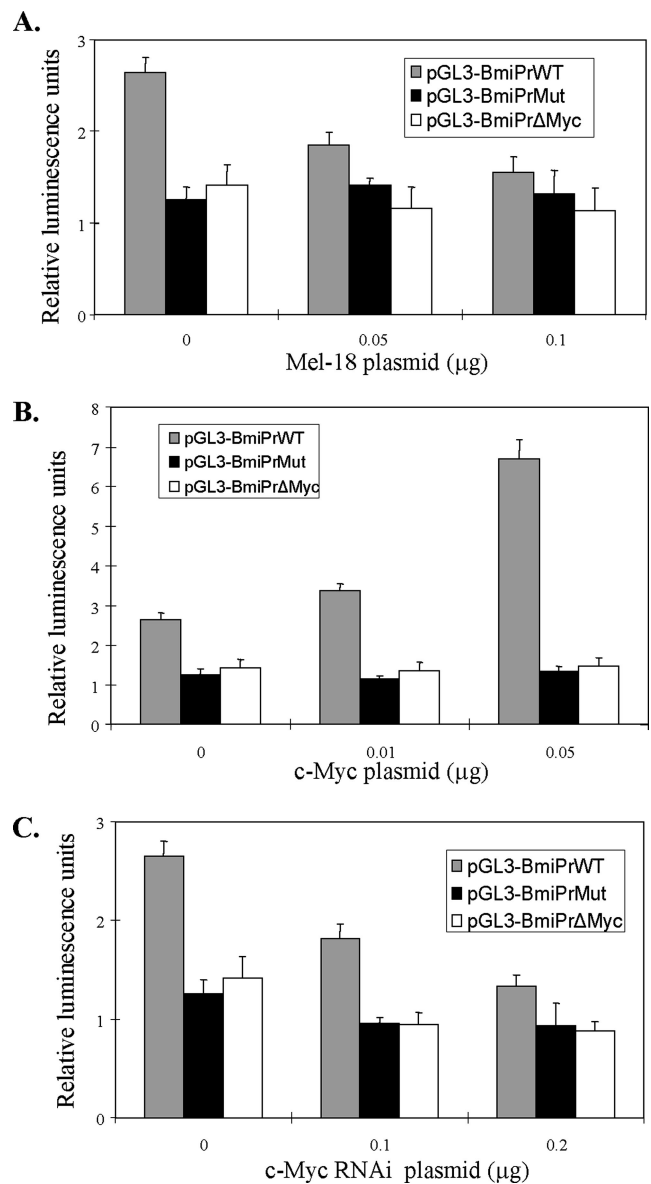 A.
3
2
1
0
Relative luminescence units
pGL3-BmiPrWT
pGL3-BmiPrMut
pGL3-BmiPrΔMyc
0 0.05 0.1
Mel-18 plasmid (µg)
B.
8
7
6
5
4
3
2
1
0
Relative luminescence units
pGL3-BmiPrWT
pGL3-BmiPrMut
pGL3-BmiPrΔMyc
0 0.01 0.05
c-Myc plasmid (µg)
C.
3
2
1
0
Relative luminescence units
pGL3-BmiPrWT
pGL3-BmiPrMut
pGL3-BmiPrΔMyc
0 0.1 0.2
c-Myc RNAi plasmid (µg)